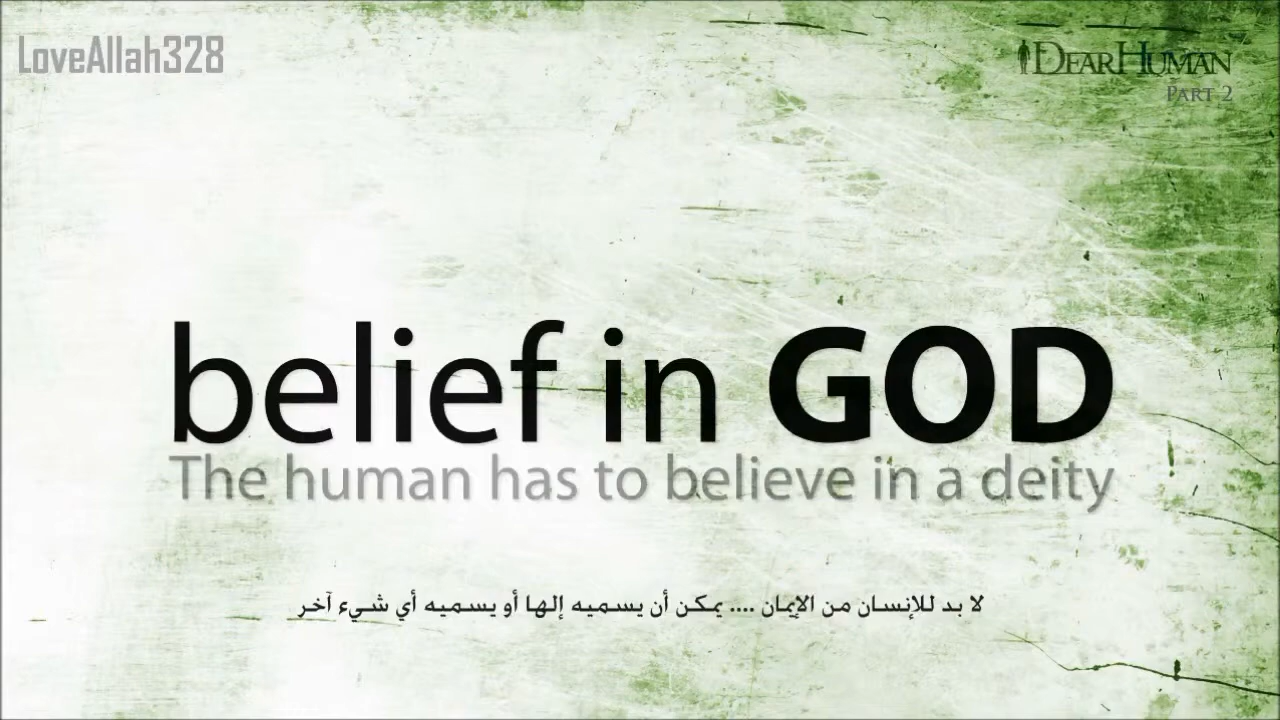 LoveAllah328
DEARHUMAN
PART 2
belief in GOD
The human has to believe in a deity
لا بد للإنسان من الإيمان .... يمكن أن يسميه إلها أو يسميه أي شيء آخر